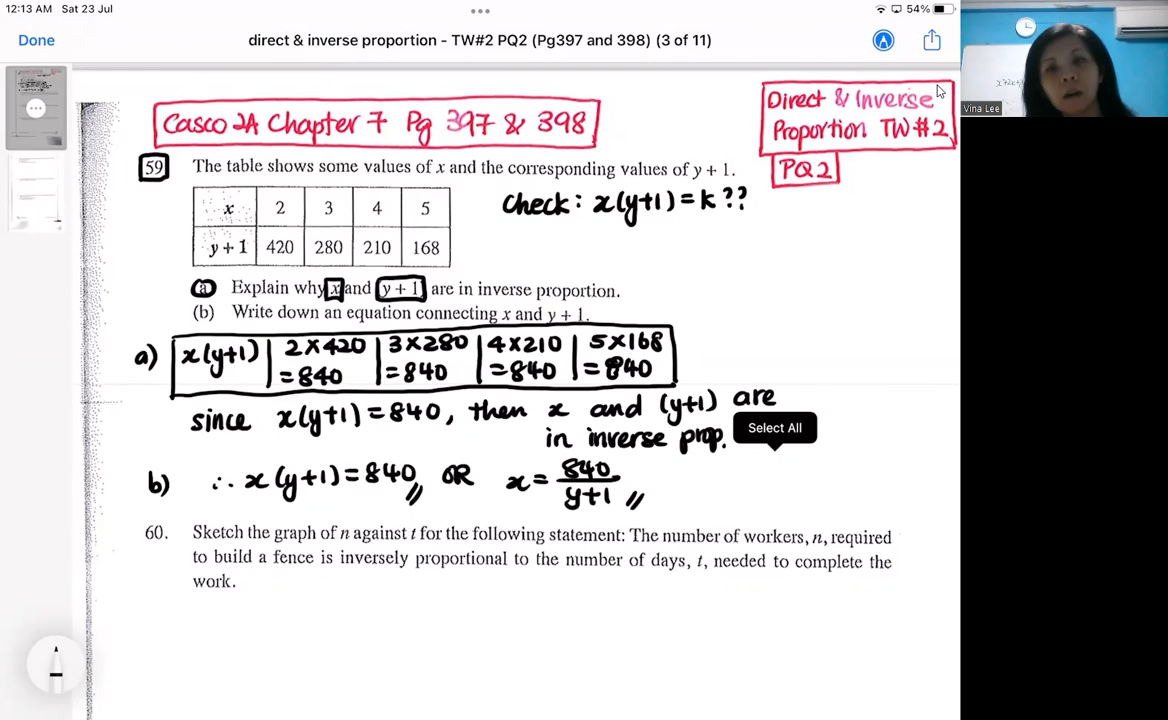 12:13 AM Sat 23 Jul
54%
Done
direct & inverse proportion - TW#2 PQ2 (Pg397 and 398) (3 of 11)
Vina Lee
Casco 2A Chapter 7 Pg 397 & 398
Direct & Inverse
Proportion TW#2
PQ2
59 The table shows some values of x and the corresponding values of y + 1.
x 2 3 4 5
y + 1 420 280 210 168
check: x(y+1) = k ??
(a) Explain why x and y + 1 are in inverse proportion.
(b) Write down an equation connecting x and y + 1.
a) x(y+1) 2×420 3×280 4×210 5×168
=840 =840 =840 =840
since x(y+1) = 840, then x and (y+1) are
in inverse prop.
Select All
b) ∴ x(y+1) = 840 OR x = 840/y+1
60. Sketch the graph of n against t for the following statement: The number of workers, n, required
to build a fence is inversely proportional to the number of days, t, needed to complete the
work.